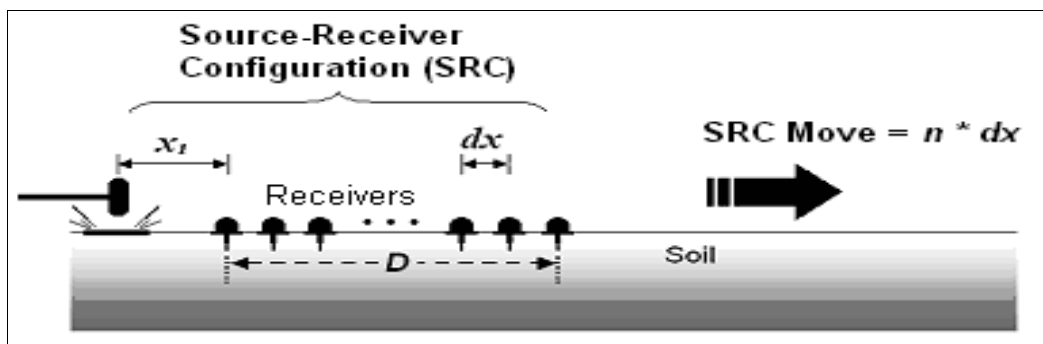 Source-Receiver
Configuration (SRC)
x₁
dx
SRC Move = n * dx
Receivers
D
Soil